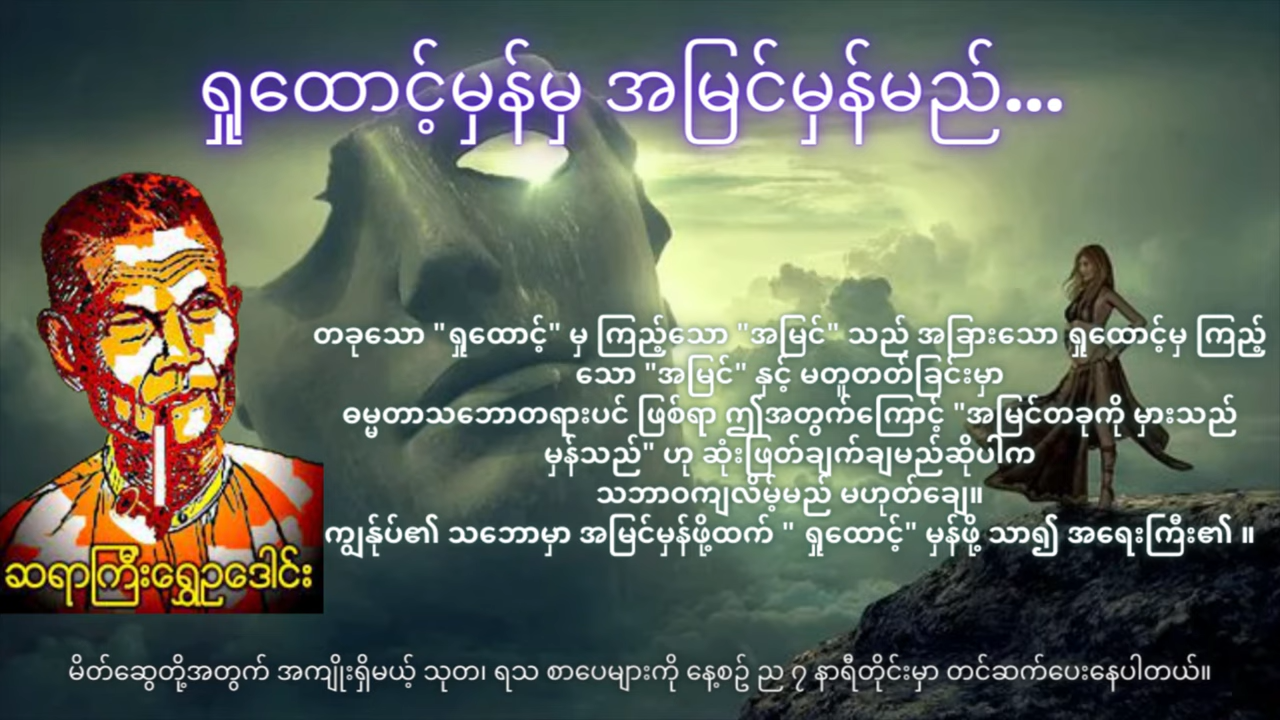 ရှုထောင့်မှန်မှ အမြင်မှန်မည်...
တခုသော "ရှုထောင့်" မှ ကြည့်သော "အမြင်" သည် အခြားသော ရှုထောင့်မှ ကြည့်
သော "အမြင်" နှင့် မတူတတ်ခြင်းမှာ
ဓမ္မတာသဘောတရားပင် ဖြစ်ရာ ဤအတွက်ကြောင့် "အမြင်တခုကို မှားသည်
မှန်သည်" ဟု ဆုံးဖြတ်ချက်ချမည်ဆိုပါက
သဘာဝကျလိမ့်မည် မဟုတ်ချေ။
ကျွန်ုပ်၏ သဘောမှာ အမြင်မှန်ဖို့ထက် " ရှုထောင့်" မှန်ဖို့ သာ၍ အရေးကြီး၏ ။
ဆရာကြီးရွှေဥဒေါင်း
မိတ်ဆွေတို့အတွက် အကျိုးရှိမယ့် သုတ၊ ရသ စာပေများကို နေ့စဥ် ည ၇ နာရီတိုင်းမှာ တင်ဆက်ပေးနေပါတယ်။